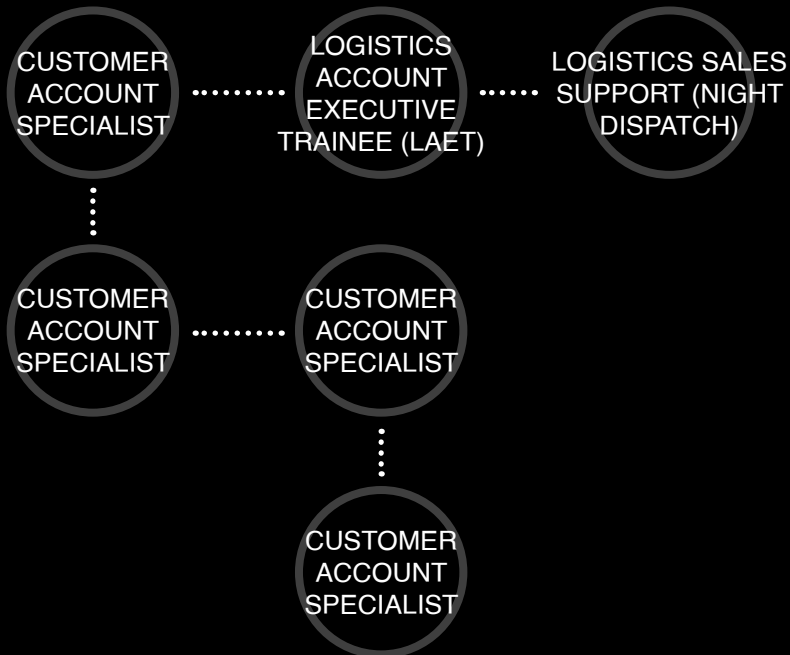 CUSTOMER
ACCOUNT
SPECIALIST
LOGISTICS
ACCOUNT
EXECUTIVE
TRAINEE (LAET)
LOGISTICS SALES
SUPPORT (NIGHT
DISPATCH)
CUSTOMER
ACCOUNT
SPECIALIST
CUSTOMER
ACCOUNT
SPECIALIST
CUSTOMER
ACCOUNT
SPECIALIST